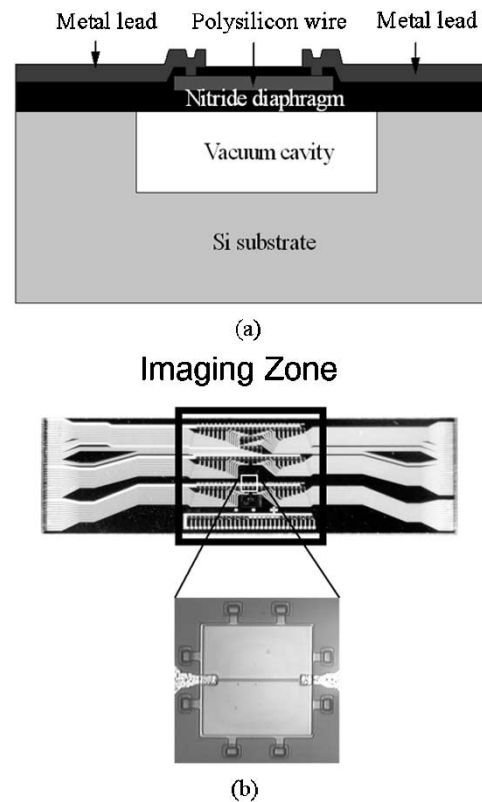 Metal lead Polysilicon wire Metal lead
Nitride diaphragm
Vacuum cavity
Si substrate
(a)
Imaging Zone
(b)